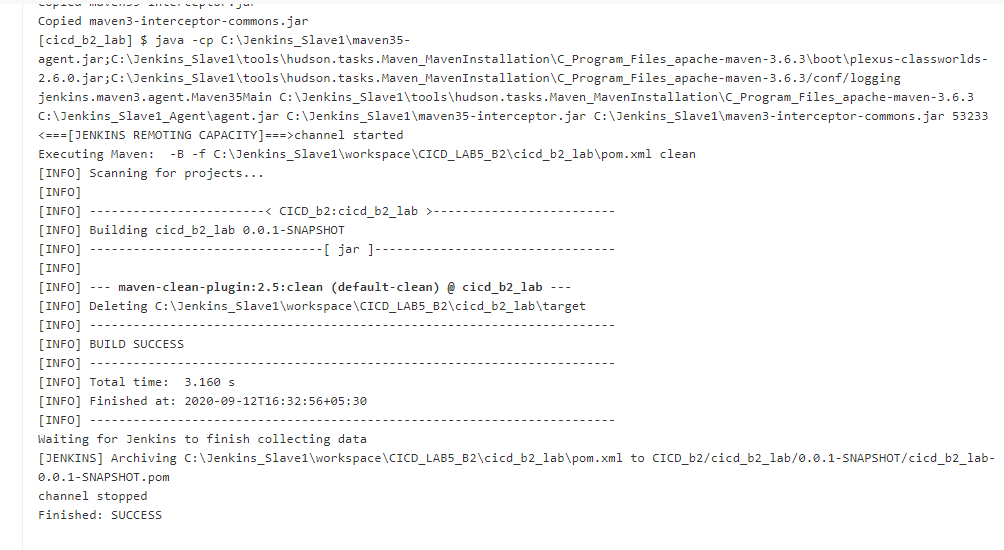 Copied maven3-interceptor-commons.jar
[cicd_b2_lab] $ java -cp C:\Jenkins_Slave1\maven35-
agent.jar;C:\Jenkins_Slave1\tools\hudson.tasks.Maven_MavenInstallation\C_Program_Files_apache-maven-3.6.3\boot\plexus-classworlds-
2.6.0.jar;C:\Jenkins_Slave1\tools\hudson.tasks.Maven_MavenInstallation\C_Program_Files_apache-maven-3.6.3/conf/logging
jenkins.maven3.agent.Maven35Main C:\Jenkins_Slave1\tools\hudson.tasks.Maven_MavenInstallation\C_Program_Files_apache-maven-3.6.3
C:\Jenkins_Slave1_Agent\agent.jar C:\Jenkins_Slave1\maven35-interceptor.jar C:\Jenkins_Slave1\maven3-interceptor-commons.jar 53233
<===[JENKINS REMOTING CAPACITY]===>channel started
Executing Maven:  -B -f C:\Jenkins_Slave1\workspace\CICD_LAB5_B2\cicd_b2_lab\pom.xml clean
[INFO] Scanning for projects...
[INFO]
[INFO] ------------------------< CICD_b2:cicd_b2_lab >-------------------------
[INFO] Building cicd_b2_lab 0.0.1-SNAPSHOT
[INFO] --------------------------------[ jar ]---------------------------------
[INFO]
[INFO] --- maven-clean-plugin:2.5:clean (default-clean) @ cicd_b2_lab ---
[INFO] Deleting C:\Jenkins_Slave1\workspace\CICD_LAB5_B2\cicd_b2_lab\target
[INFO] ------------------------------------------------------------------------
[INFO] BUILD SUCCESS
[INFO] ------------------------------------------------------------------------
[INFO] Total time:  3.160 s
[INFO] Finished at: 2020-09-12T16:32:56+05:30
[INFO] ------------------------------------------------------------------------
Waiting for Jenkins to finish collecting data
[JENKINS] Archiving C:\Jenkins_Slave1\workspace\CICD_LAB5_B2\cicd_b2_lab\pom.xml to CICD_b2/cicd_b2_lab/0.0.1-SNAPSHOT/cicd_b2_lab-
0.0.1-SNAPSHOT.pom
channel stopped
Finished: SUCCESS